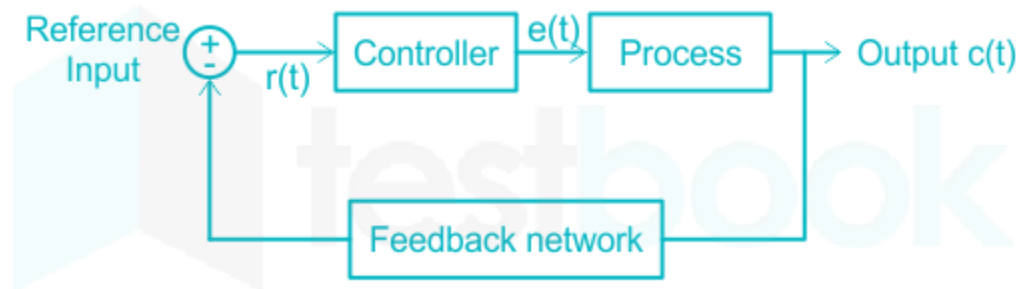 Reference
Input
+
-
r(t)
Controller
e(t)
Process
Output c(t)
Feedback network
testbook